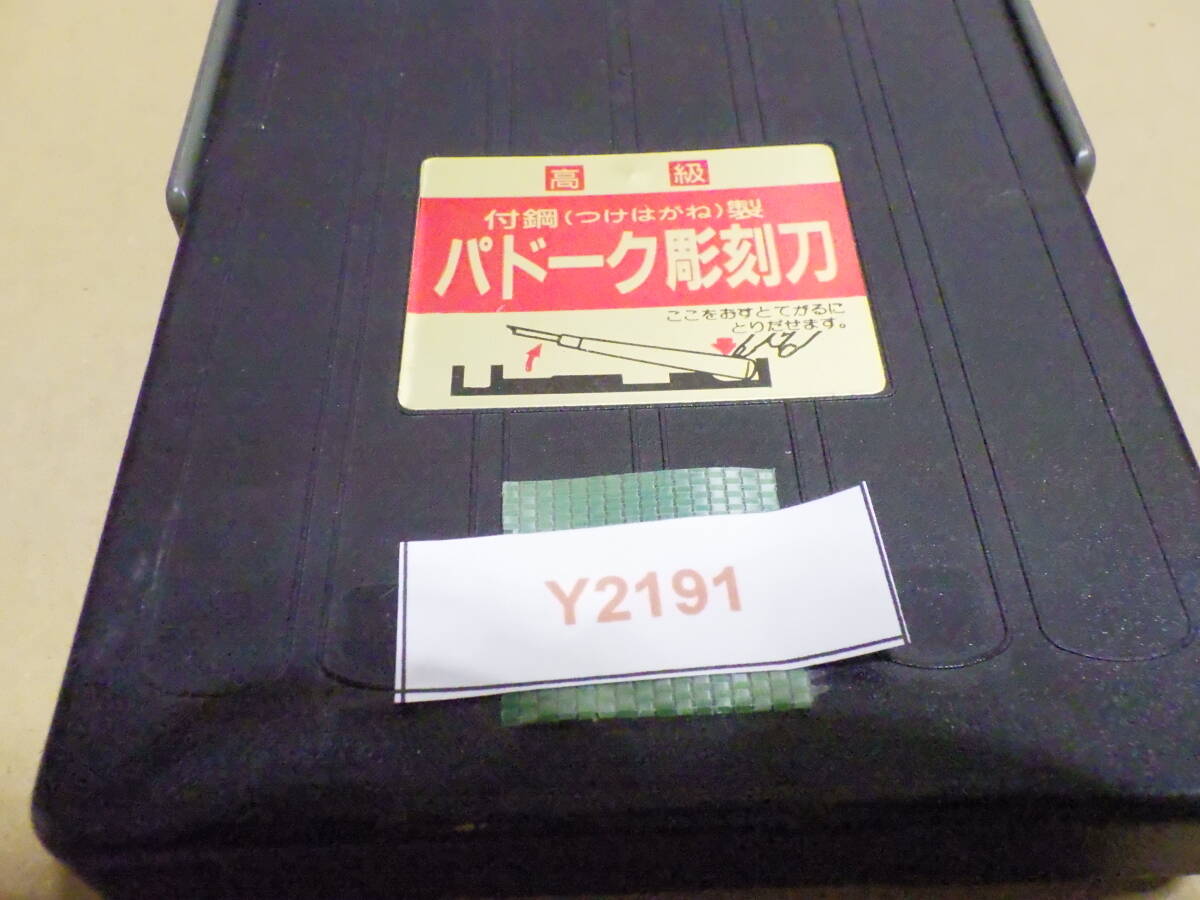 高級
付鋼(つけはがね)製
パドーク彫刻刀
ここをおすとてがるに
とりだせます。
Y2191